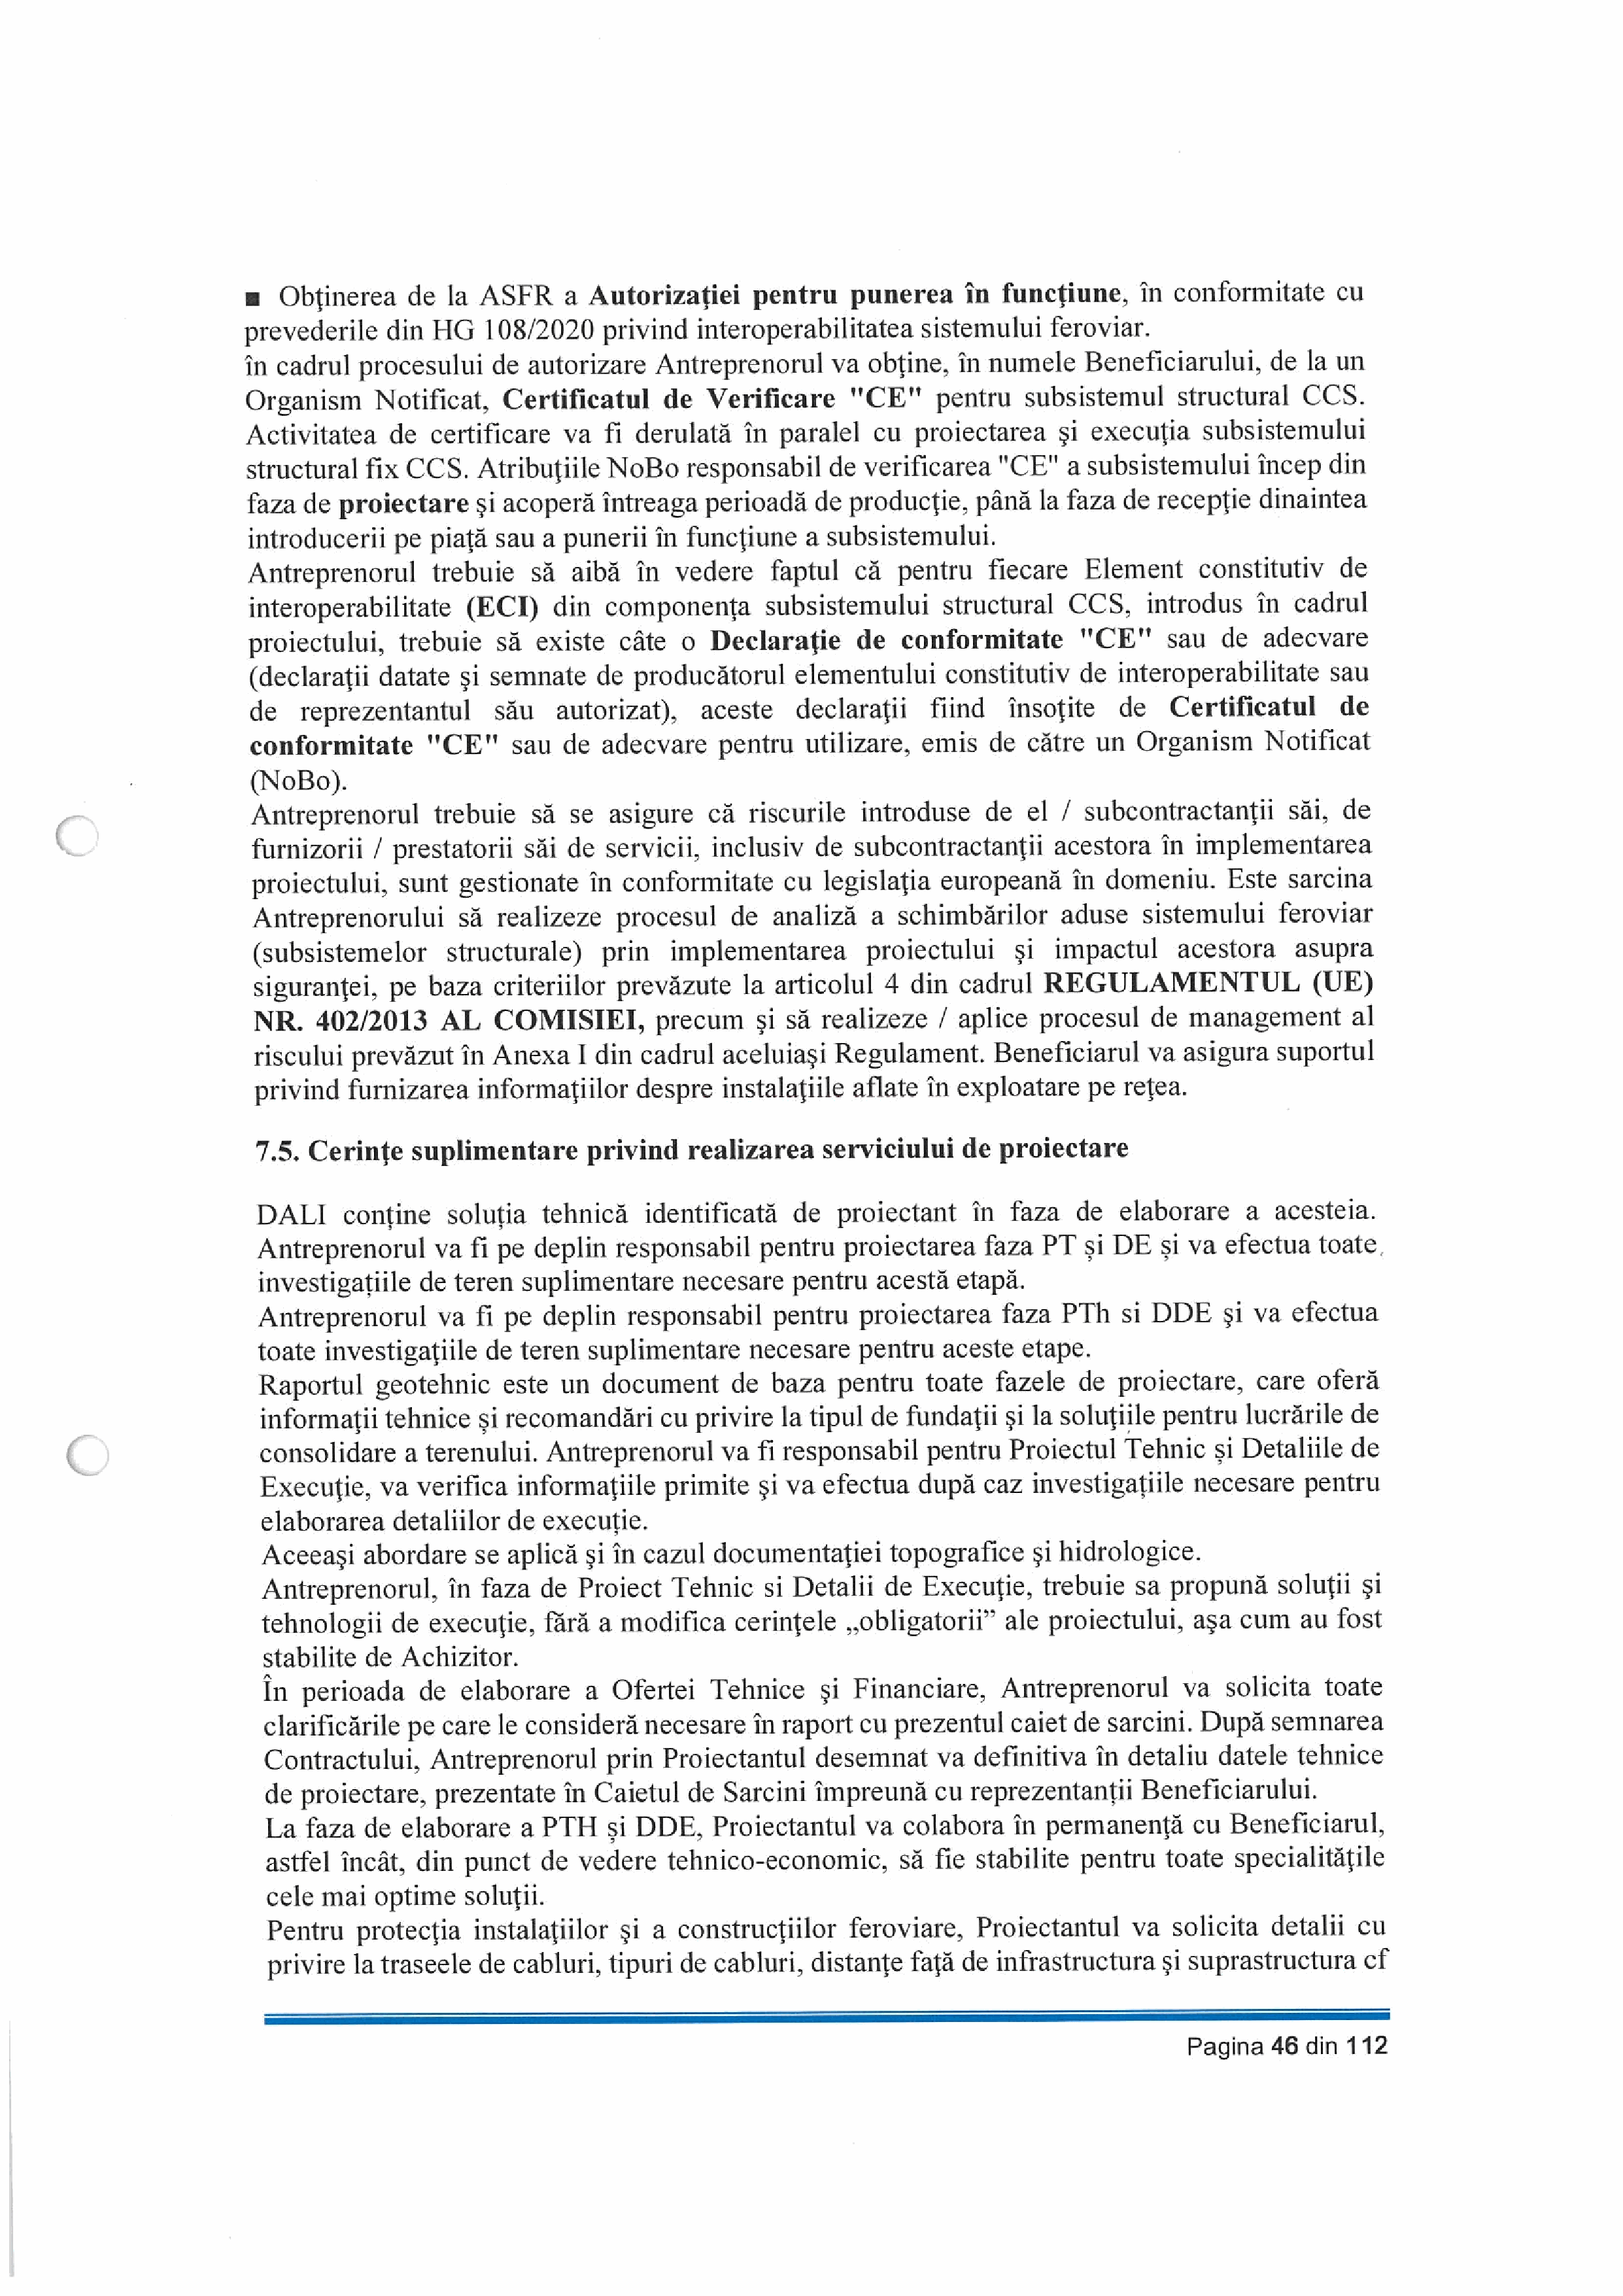 ▪ Obţinerea de la ASFR a Autorizaţiei pentru punerea în funcţiune, în conformitate cu
prevederile din HG 108/2020 privind interoperabilitatea sistemului feroviar.
în cadrul procesului de autorizare Antreprenorul va obţine, în numele Beneficiarului, de la un
Organism Notificat, Certificatul de Verificare "CE" pentru subsistemul structural CCS.
Activitatea de certificare va fi derulată în paralel cu proiectarea şi execuţia subsistemului
structural fix CCS. Atribuţiile NoBo responsabil de verificarea "CE" a subsistemului încep din
faza de proiectare şi acoperă întreaga perioadă de producţie, până la faza de recepţie dinaintea
introducerii pe piaţă sau a punerii în funcţiune a subsistemului.
Antreprenorul trebuie să aibă în vedere faptul că pentru fiecare Element constitutiv de
interoperabilitate (ECI) din componenţa subsistemului structural CCS, introdus în cadrul
proiectului, trebuie să existe câte o Declaraţie de conformitate "CE" sau de adecvare
(declaraţii datate şi semnate de producătorul elementului constitutiv de interoperabilitate sau
de reprezentantul său autorizat), aceste declaraţii fiind însoţite de Certificatul de
conformitate "CE" sau de adecvare pentru utilizare, emis de către un Organism Notificat
(NoBo).
Antreprenorul trebuie să se asigure că riscurile introduse de el / subcontractanţii săi, de
furnizorii / prestatorii săi de servicii, inclusiv de subcontractanţii acestora în implementarea
proiectului, sunt gestionate în conformitate cu legislaţia europeană în domeniu. Este sarcina
Antreprenorului să realizeze procesul de analiză a schimbărilor aduse sistemului feroviar
(subsistemelor structurale) prin implementarea proiectului şi impactul acestora asupra
siguranţei, pe baza criteriilor prevăzute la articolul 4 din cadrul REGULAMENTUL (UE)
NR. 402/2013 AL COMISIEI, precum şi să realizeze / aplice procesul de management al
riscului prevăzut în Anexa I din cadrul aceluiaşi Regulament. Beneficiarul va asigura suportul
privind furnizarea informaţiilor despre instalaţiile aflate în exploatare pe reţea.
7.5. Cerinţe suplimentare privind realizarea serviciului de proiectare
DALI conține soluția tehnică identificată de proiectant în faza de elaborare a acesteia.
Antreprenorul va fi pe deplin responsabil pentru proiectarea faza PT și DE și va efectua toate
investigațiile de teren suplimentare necesare pentru acestă etapă.
Antreprenorul va fi pe deplin responsabil pentru proiectarea faza PTh si DDE şi va efectua
toate investigaţiile de teren suplimentare necesare pentru aceste etape.
Raportul geotehnic este un document de baza pentru toate fazele de proiectare, care oferă
informaţii tehnice și recomandări cu privire la tipul de fundaţii şi la soluţiile pentru lucrările de
consolidare a terenului. Antreprenorul va fi responsabil pentru Proiectul Tehnic și Detaliile de
Execuţie, va verifica informaţiile primite şi va efectua după caz investigațiile necesare pentru
elaborarea detaliilor de execuție.
Aceeaşi abordare se aplică şi în cazul documentaţiei topografice şi hidrologice.
Antreprenorul, în faza de Proiect Tehnic si Detalii de Execuţie, trebuie sa propună soluţii şi
tehnologii de execuţie, fără a modifica cerinţele „obligatorii” ale proiectului, aşa cum au fost
stabilite de Achizitor.
În perioada de elaborare a Ofertei Tehnice şi Financiare, Antreprenorul va solicita toate
clarificările pe care le consideră necesare în raport cu prezentul caiet de sarcini. După semnarea
Contractului, Antreprenorul prin Proiectantul desemnat va definitiva în detaliu datele tehnice
de proiectare, prezentate în Caietul de Sarcini împreună cu reprezentanții Beneficiarului.
La faza de elaborare a PTH și DDE, Proiectantul va colabora în permanenţă cu Beneficiarul,
astfel încât, din punct de vedere tehnico-economic, să fie stabilite pentru toate specialităţile
cele mai optime soluţii.
Pentru protecţia instalaţiilor şi a construcţiilor feroviare, Proiectantul va solicita detalii cu
privire la traseele de cabluri, tipuri de cabluri, distanţe faţă de infrastructura şi suprastructura cf
Pagina 46 din 112